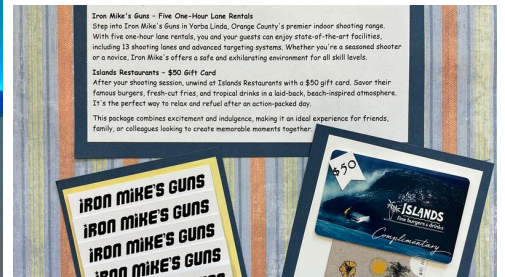 Iron Mike's Guns – Five One-Hour Lane Rentals
Step into Iron Mike's Guns in Yorba Linda, Orange County's premier indoor shooting range.
With five one-hour lane rentals, you and your guests can enjoy state-of-the-art facilities,
including 13 shooting lanes and advanced targeting systems. Whether you're a seasoned shooter
or a novice, Iron Mike's offers a safe and exhilarating environment for all skill levels.
Islands Restaurants – $50 Gift Card
After your shooting session, unwind at Islands Restaurants with a $50 gift card. Savor their
famous burgers, fresh-cut fries, and tropical drinks in a laid-back, beach-inspired atmosphere.
It's the perfect way to relax and refuel after an action-packed day.
This package combines excitement and indulgence, making it an ideal experience for friends,
family, or colleagues looking to create memorable moments together.
IRON MIKE'S GUNS
IRON MIKE'S GUNS
IRON MIKE'S GUNS
IRON MIKE'S GUNS
$50
ISLANDS
fine burgers & drinks
Complimentary